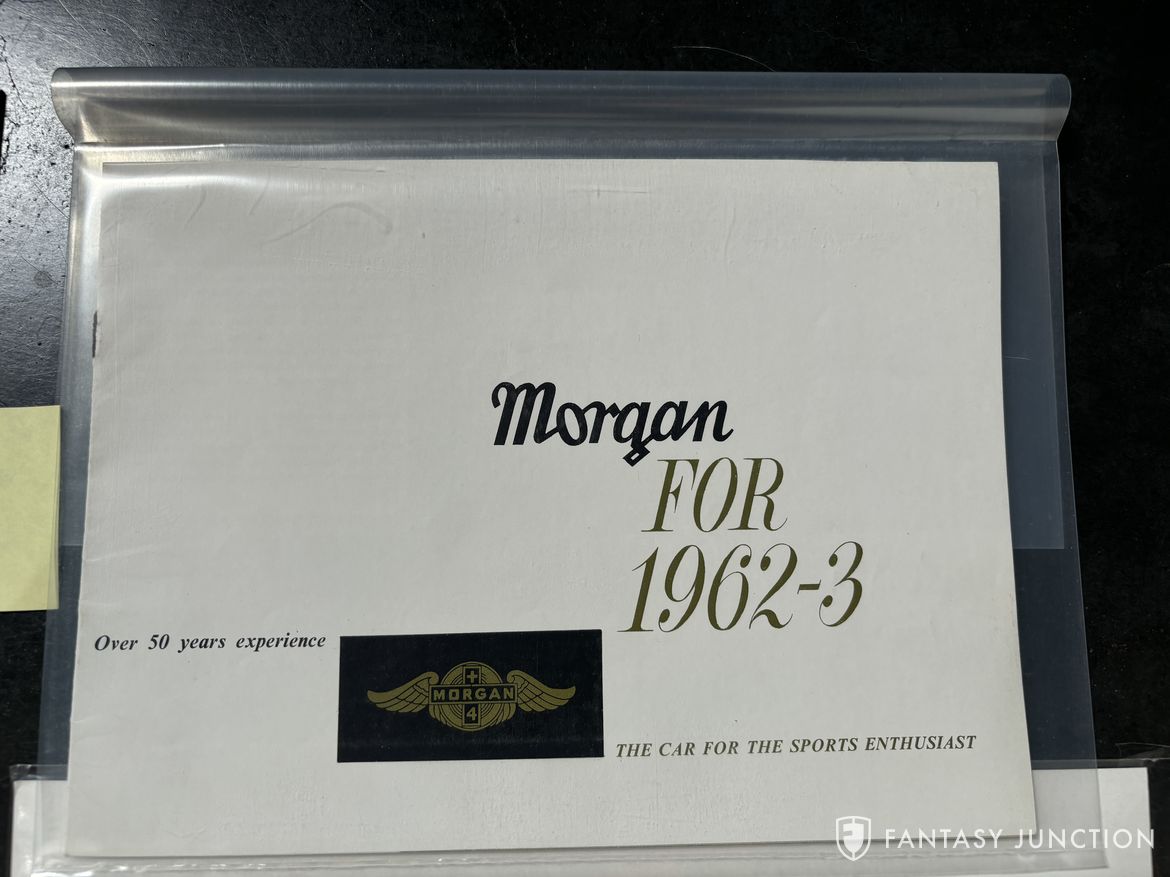 Morgan
FOR
1962-3
Over 50 years experience
+
MORGAN
4
THE CAR FOR THE SPORTS ENTHUSIAST
FANTASY JUNCTION